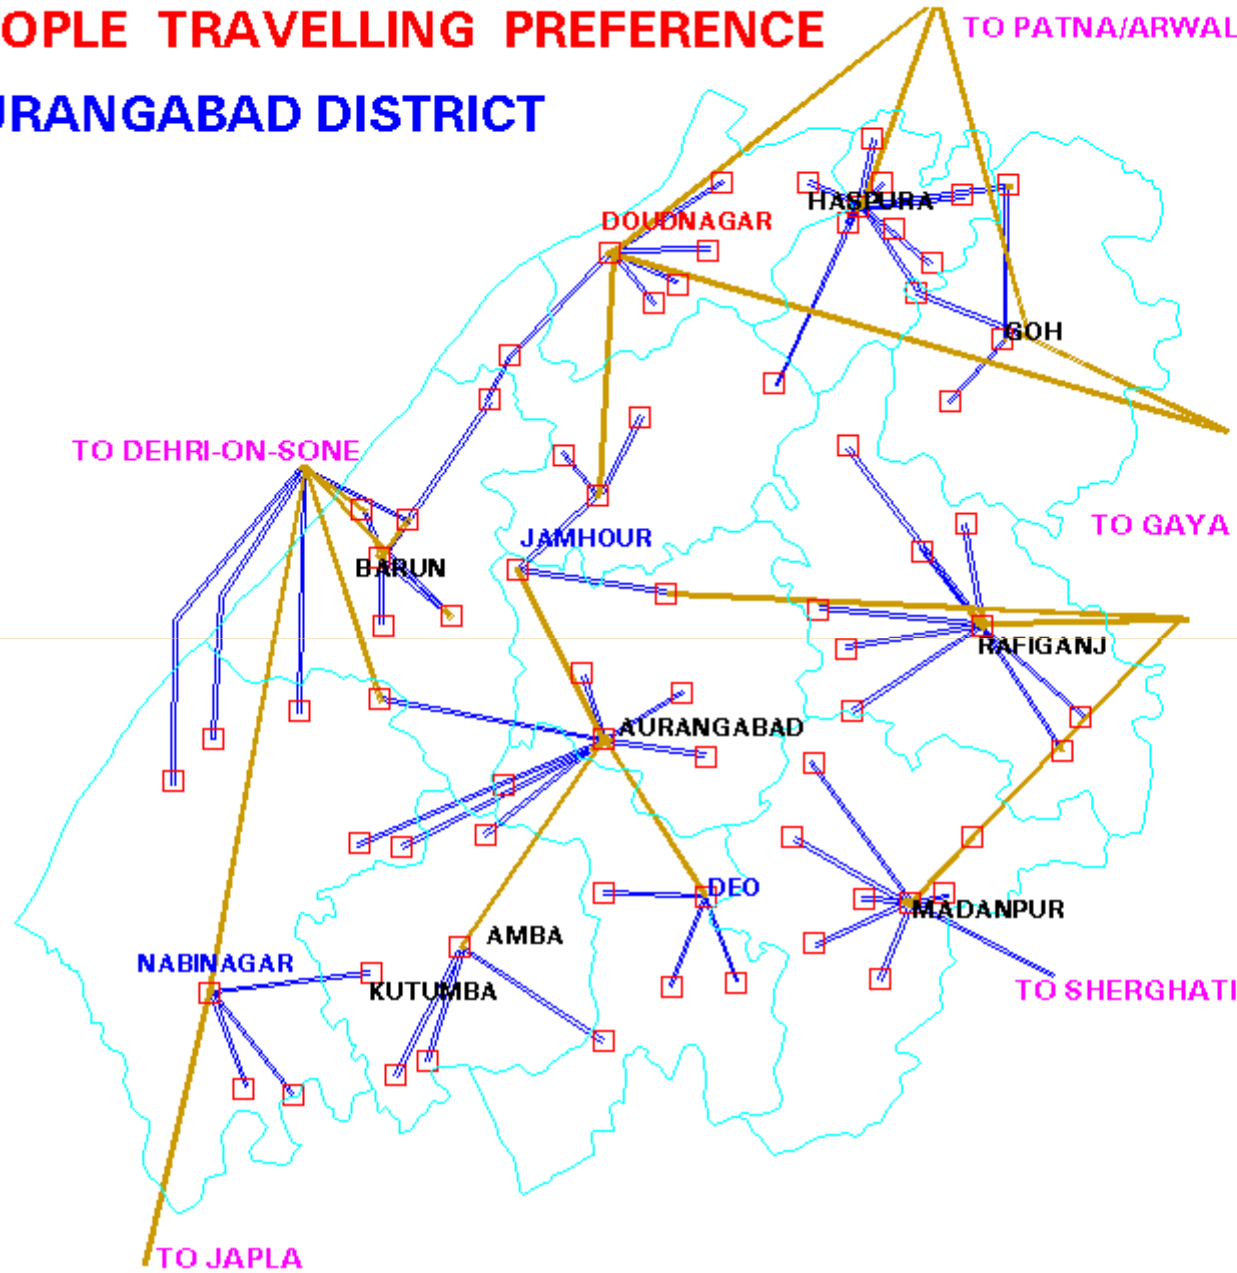 OPLE TRAVELLING PREFERENCE
TO PATNA/ARWAL
URANGABAD DISTRICT
HASPURA
DOUDNAGAR
GOH
TO DEHRI-ON-SONE
TO GAYA
JAMHOUR
BARUN
RAFIGANJ
AURANGABAD
DEO
MADANPUR
AMBA
NABINAGAR
KUTUMBA
TO SHERGHATI
TO JAPLA